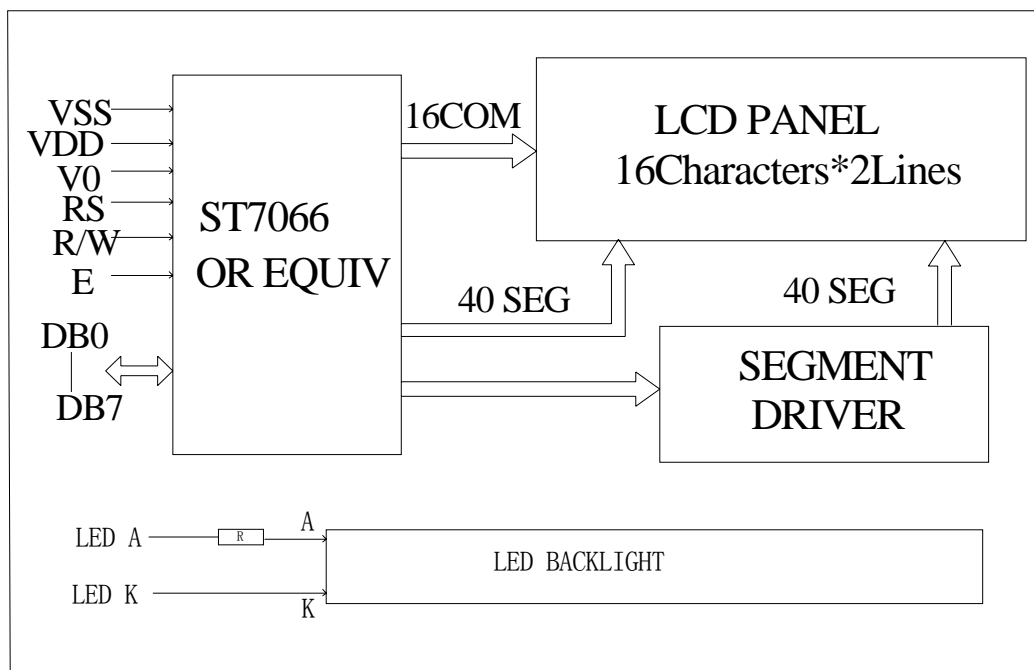 VSS
VDD
V0
RS
R/W
E
DB0
DB7
ST7066
OR EQUIV
16COM
LCD PANEL
16Characters*2Lines
40 SEG
40 SEG
SEGMENT
DRIVER
LED A
R
A
LED BACKLIGHT
LED K
K